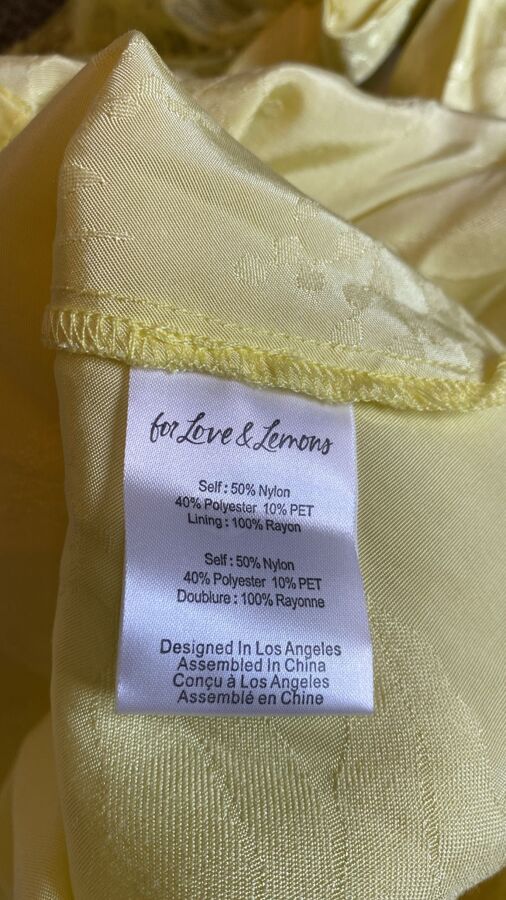 for Love & Lemons
Self : 50% Nylon
40% Polyester 10% PET
Lining : 100% Rayon
Self : 50% Nylon
40% Polyester 10% PET
Doublure : 100% Rayonne
Designed In Los Angeles
Assembled In China
Conçu à Los Angeles
Assemblé en Chine